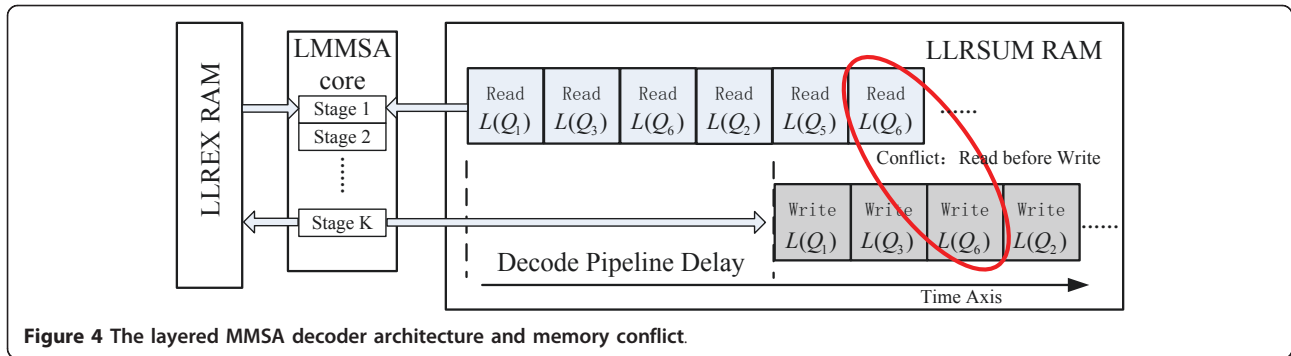 LLREX RAM
LMMSA
core
Stage 1
Stage 2
......
Stage K
LLRSUM RAM
Read Read Read Read Read Read
L(Q1) L(Q3) L(Q6) L(Q2) L(Q5) L(Q6) ......
Conflict: Read before Write
Write Write Write Write
L(Q1) L(Q3) L(Q6) L(Q2) ......
Decode Pipeline Delay
Time Axis
Figure 4 The layered MMSA decoder architecture and memory conflict.